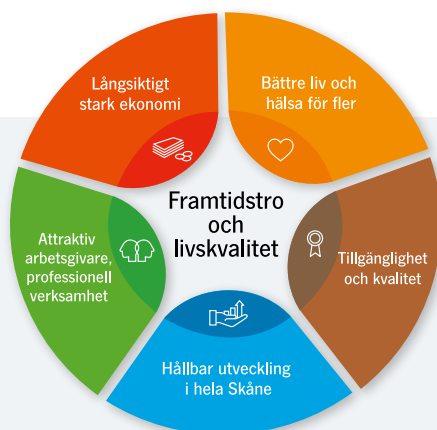 Långsiktigt
stark ekonomi
Bättre liv och
hälsa för fler
Framtidstro
och
livskvalitet
Attraktiv
arbetsgivare,
professionell
verksamhet
Tillgänglighet
och kvalitet
Hållbar utveckling
i hela Skåne